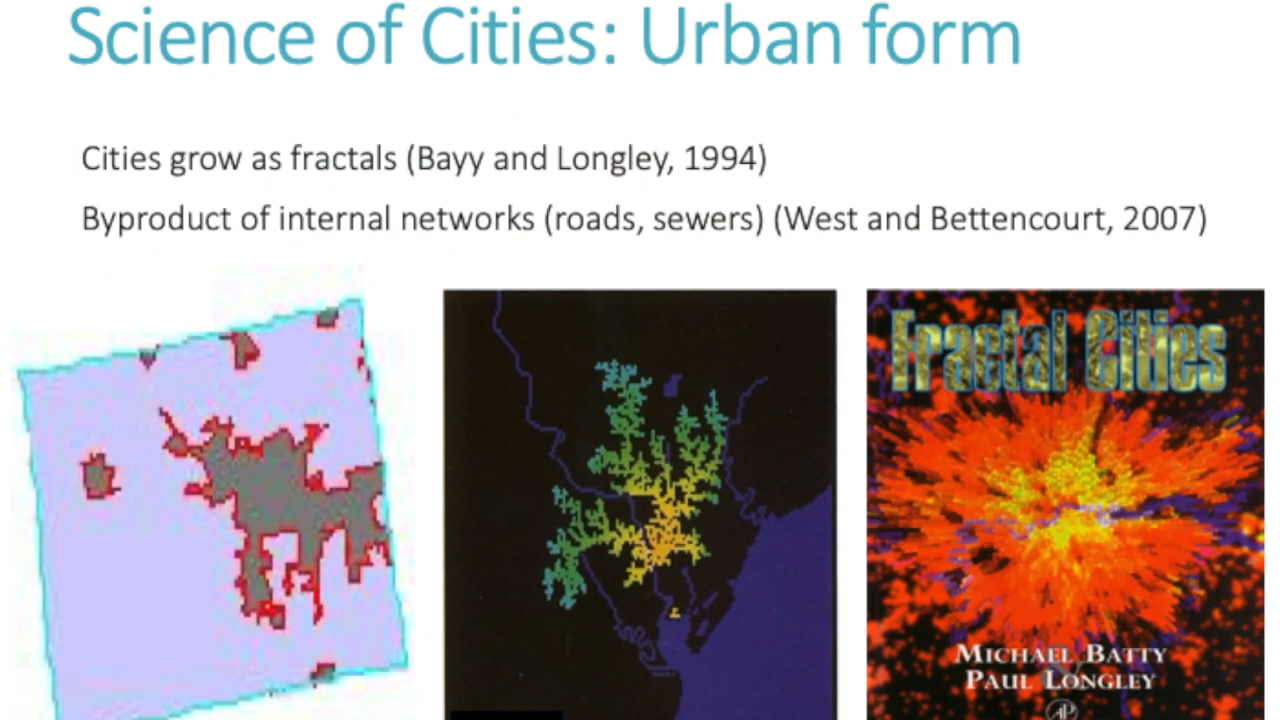 Science of Cities: Urban form
Cities grow as fractals (Bayy and Longley, 1994)
Byproduct of internal networks (roads, sewers) (West and Bettencourt, 2007)
Fractal Cities
MICHAEL BATTY
PAUL LONGLEY
AP